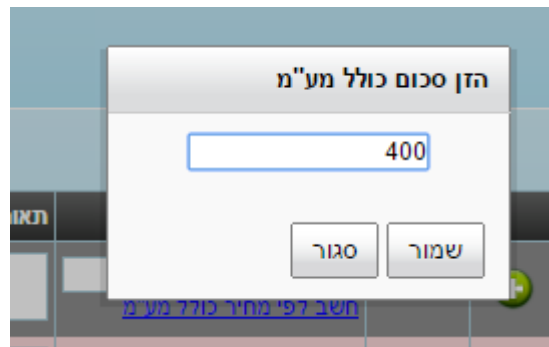 הזן סכום כולל מע"מ
400
שמור
סגור
חשב לפי מחיר כולל מע"מ